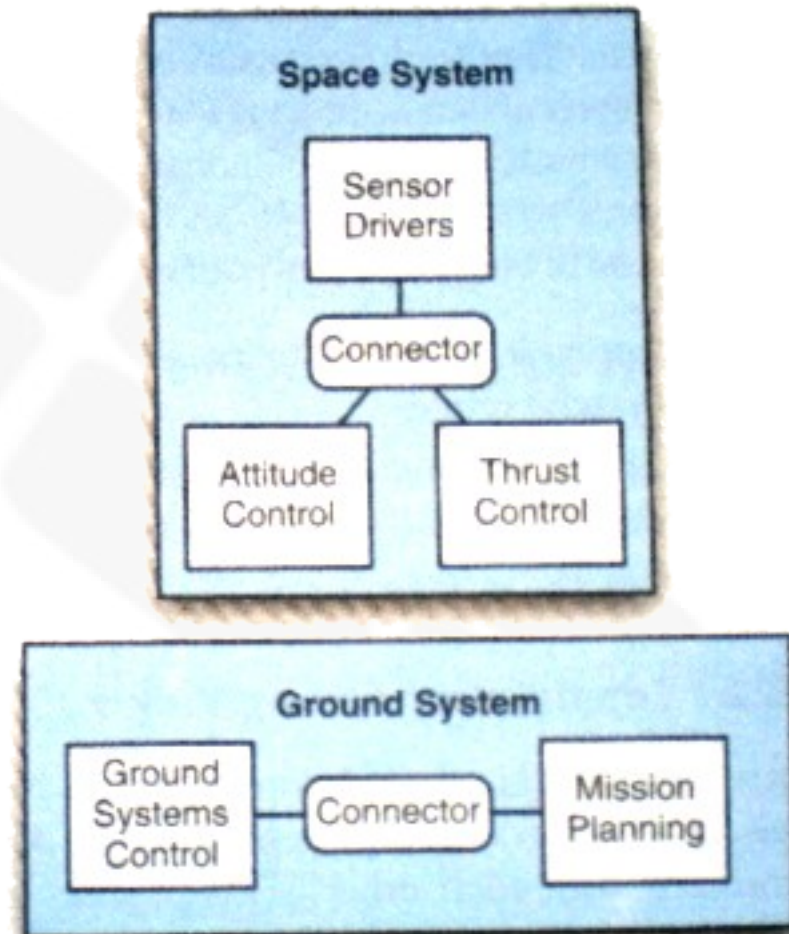 Space System
Sensor
Drivers
Connector
Attitude
Control
Thrust
Control
Ground System
Ground
Systems
Control
Connector
Mission
Planning